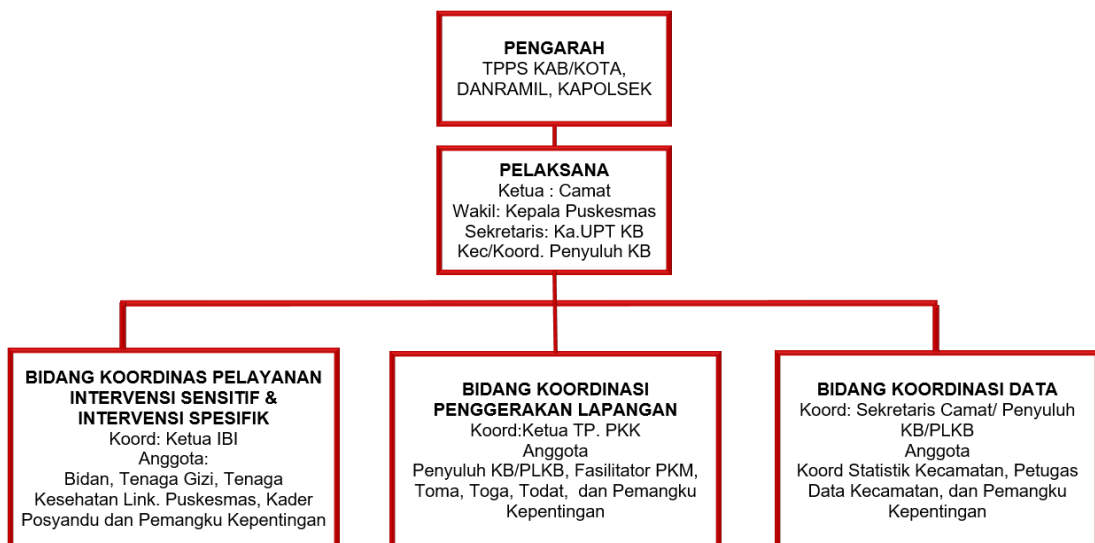 PENGARAH
TPPS KAB/KOTA,
DANRAMIL, KAPOLSEK
PELAKSANA
Ketua : Camat
Wakil: Kepala Puskesmas
Sekretaris: Ka.UPT KB
Kec/Koord. Penyuluh KB
BIDANG KOORDINAS PELAYANAN
INTERVENSI SENSITIF &
INTERVENSI SPESIFIK
Koord: Ketua IBI
Anggota:
Bidan, Tenaga Gizi, Tenaga
Kesehatan Link. Puskesmas, Kader
Posyandu dan Pemangku Kepentingan
BIDANG KOORDINASI
PENGGERAKAN LAPANGAN
Koord:Ketua TP. PKK
Anggota
Penyuluh KB/PLKB, Fasilitator PKM,
Toma, Toga, Todat, dan Pemangku
Kepentingan
BIDANG KOORDINASI DATA
Koord: Sekretaris Camat/ Penyuluh
KB/PLKB
Anggota
Koord Statistik Kecamatan, Petugas
Data Kecamatan, dan Pemangku
Kepentingan